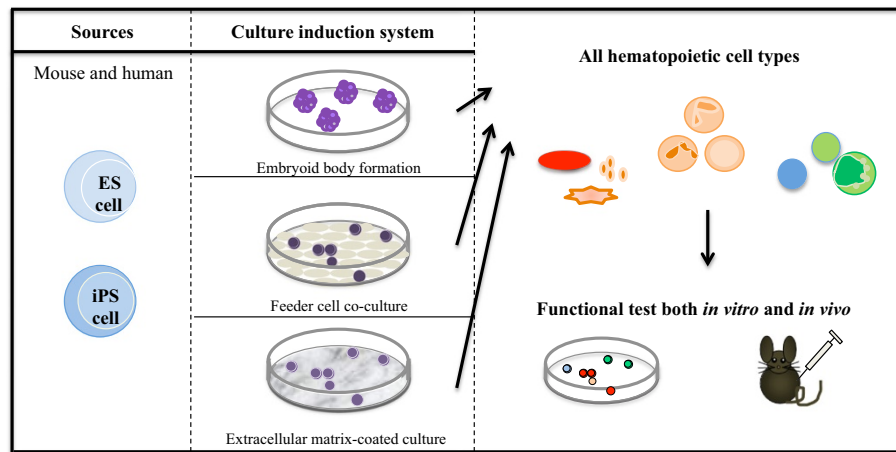 Sources
Culture induction system
Mouse and human
ES
cell
iPS
cell
Embryoid body formation
Feeder cell co-culture
Extracellular matrix-coated culture
All hematopoietic cell types
Functional test both in vitro and in vivo